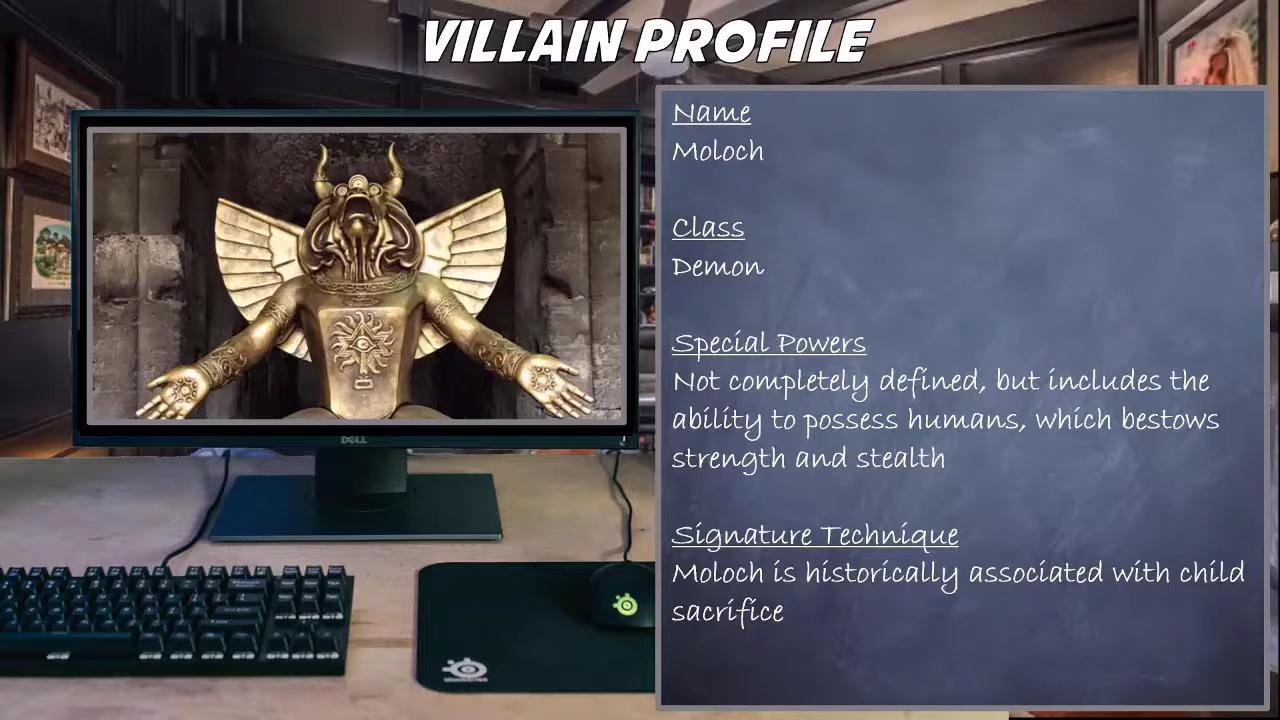 VILLAIN PROFILE
Name
Moloch
Class
Demon
Special Powers
Not completely defined, but includes the
ability to possess humans, which bestows
strength and stealth
Signature Technique
Moloch is historically associated with child
sacrifice
DELL